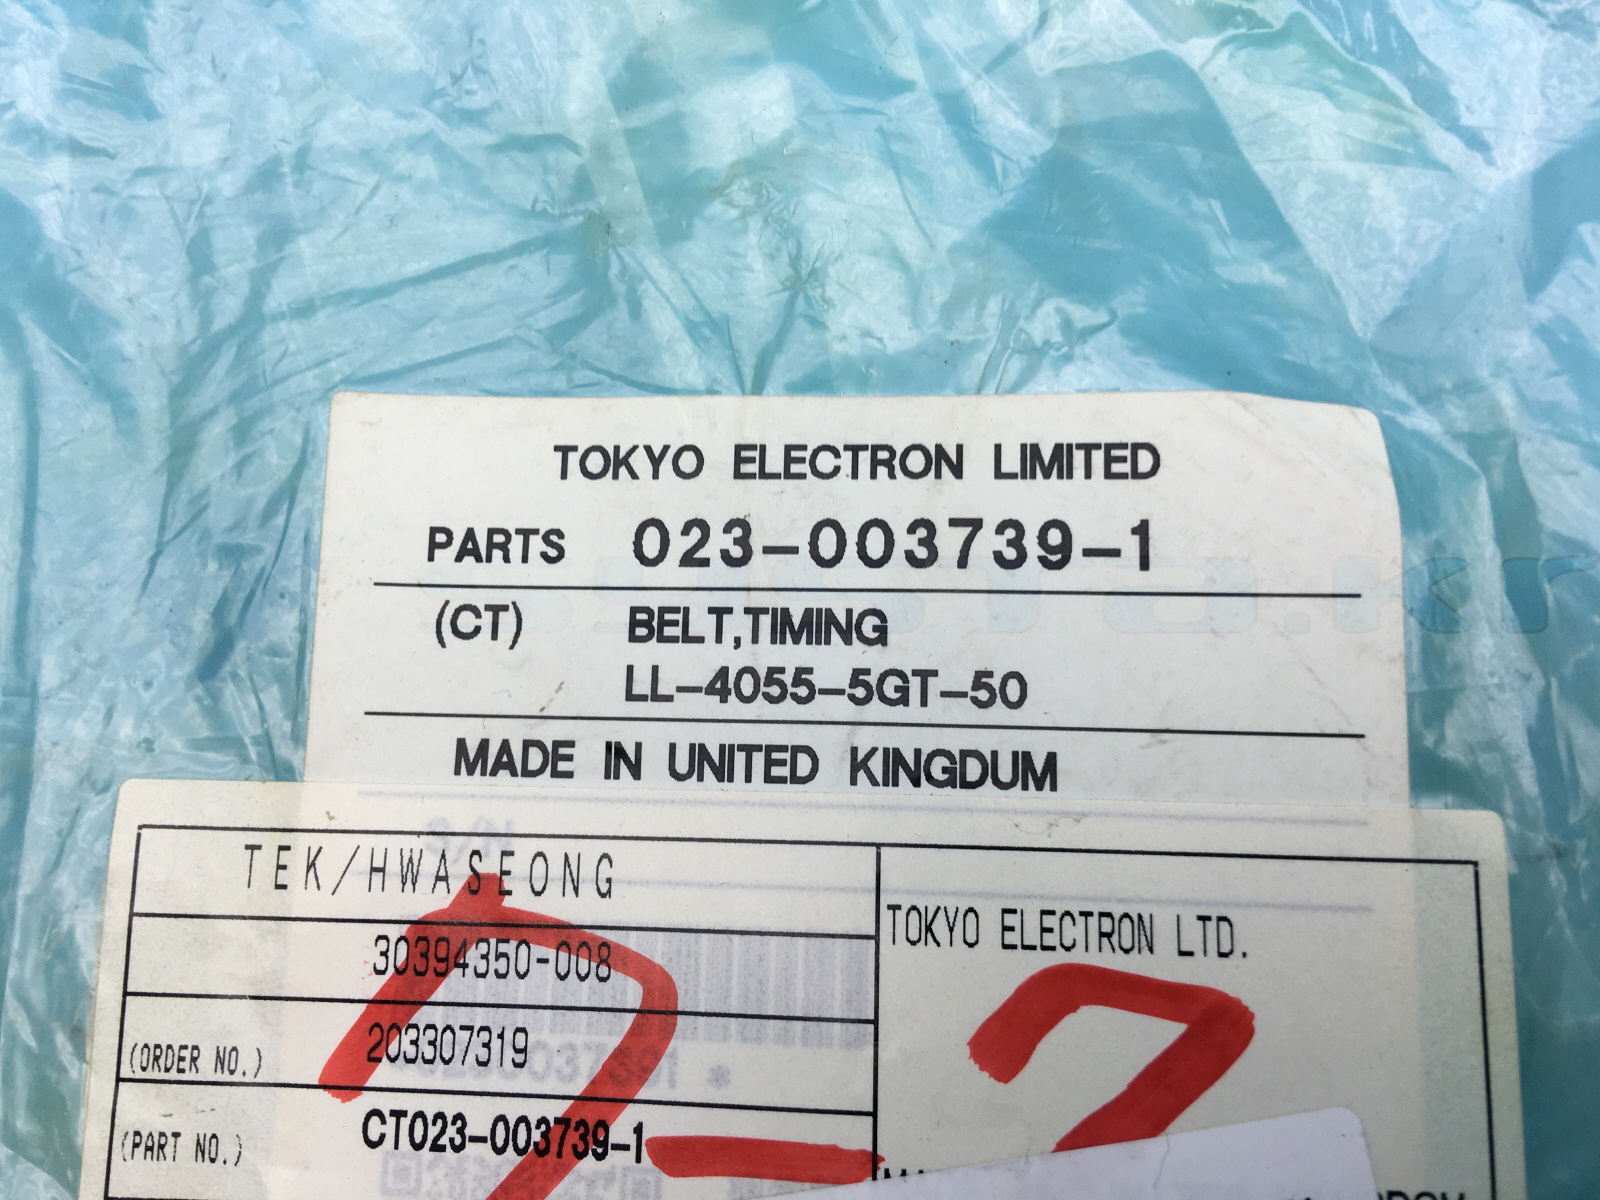 TOKYO ELECTRON LIMITED
PARTS 023-003739-1
(CT) BELT,TIMING
LL-4055-5GT-50
MADE IN UNITED KINGDUM
S/N
TEK/HWASEONG
30394350-008
TOKYO ELECTRON LTD.
(ORDER NO.) 203307319
(PART NO.) CT023-003739-1